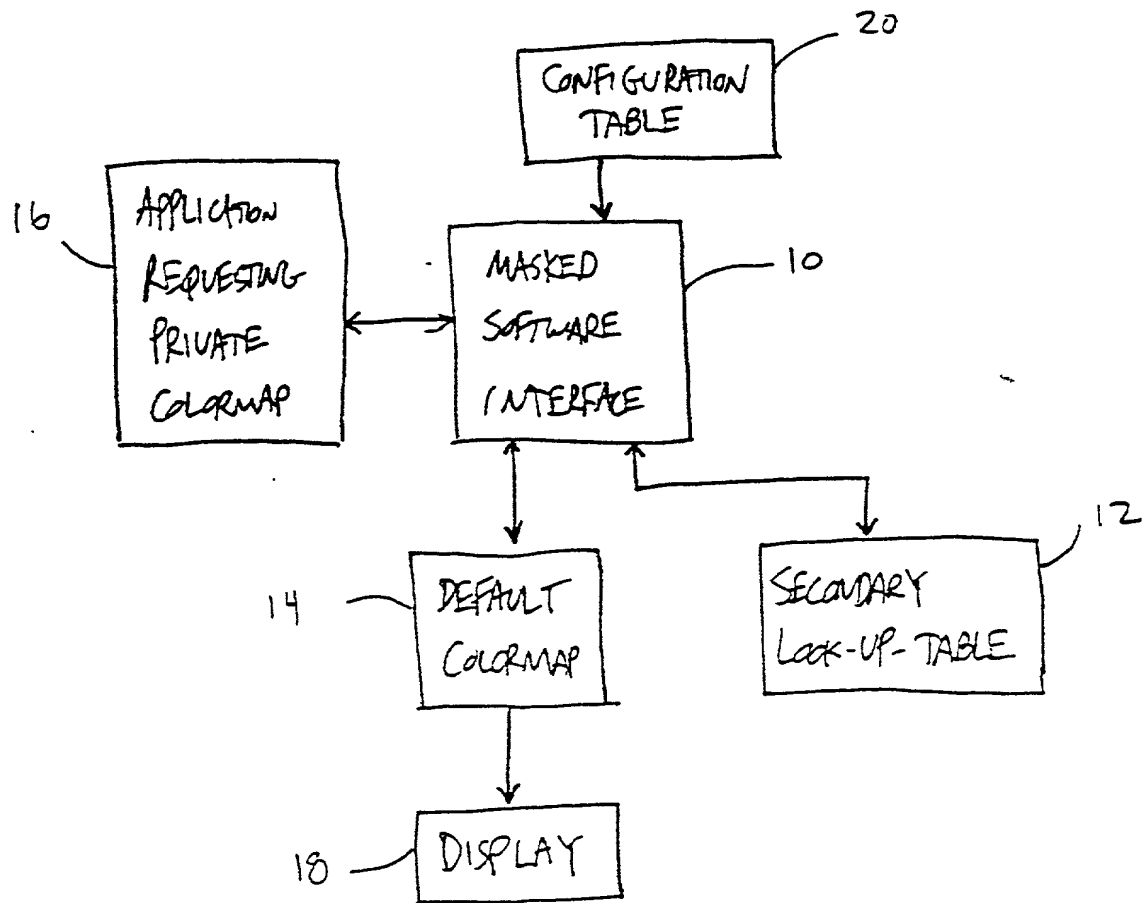 20
CONFIGURATION
TABLE
16
APPLICATION
REQUESTING
PRIVATE
COLORMAP
10
MASKED
SOFTWARE
INTERFACE
14
DEFAULT
COLORMAP
12
SECONDARY
LOOK-UP-TABLE
18
DISPLAY